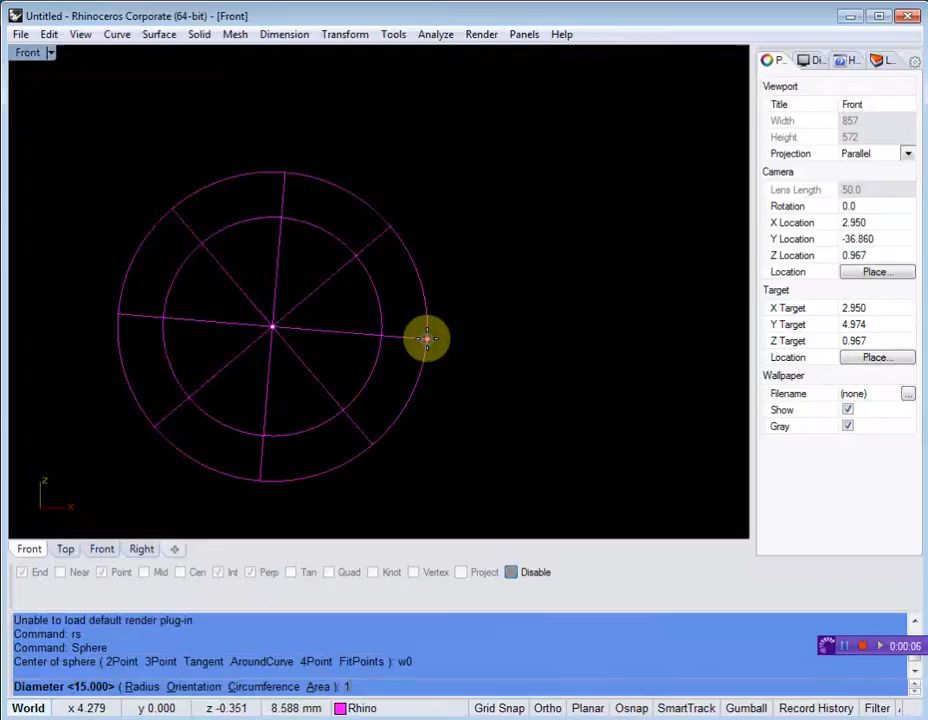 Untitled - Rhinoceros Corporate (64-bit) - [Front]
File Edit View Curve Surface Solid Mesh Dimension Transform Tools Analyze Render Panels Help
Front
P.. Di.. H.. L..
Viewport
Title Front
Width 857
Height 572
Projection Parallel
Camera
Lens Length 50.0
Rotation 0.0
X Location 2.950
Y Location -36.860
Z Location 0.967
Location Place...
Target
X Target 2.950
Y Target 4.974
Z Target 0.967
Location Place...
Wallpaper
Filename (none) ...
Show
Gray
z
x
Front Top Front Right
End Near Point Mid Cen Int Perp Tan Quad Knot Vertex Project Disable
Unable to load default render plug-in
Command: rs
Command: Sphere
Center of sphere ( 2Point 3Point Tangent AroundCurve 4Point FitPoints ): w0
Diameter <15.000> ( Radius Orientation Circumference Area ): 1
0:00:06
World x 4.279 y 0.000 z -0.351 8.588 mm Rhino Grid Snap Ortho Planar Osnap SmartTrack Gumball Record History Filter